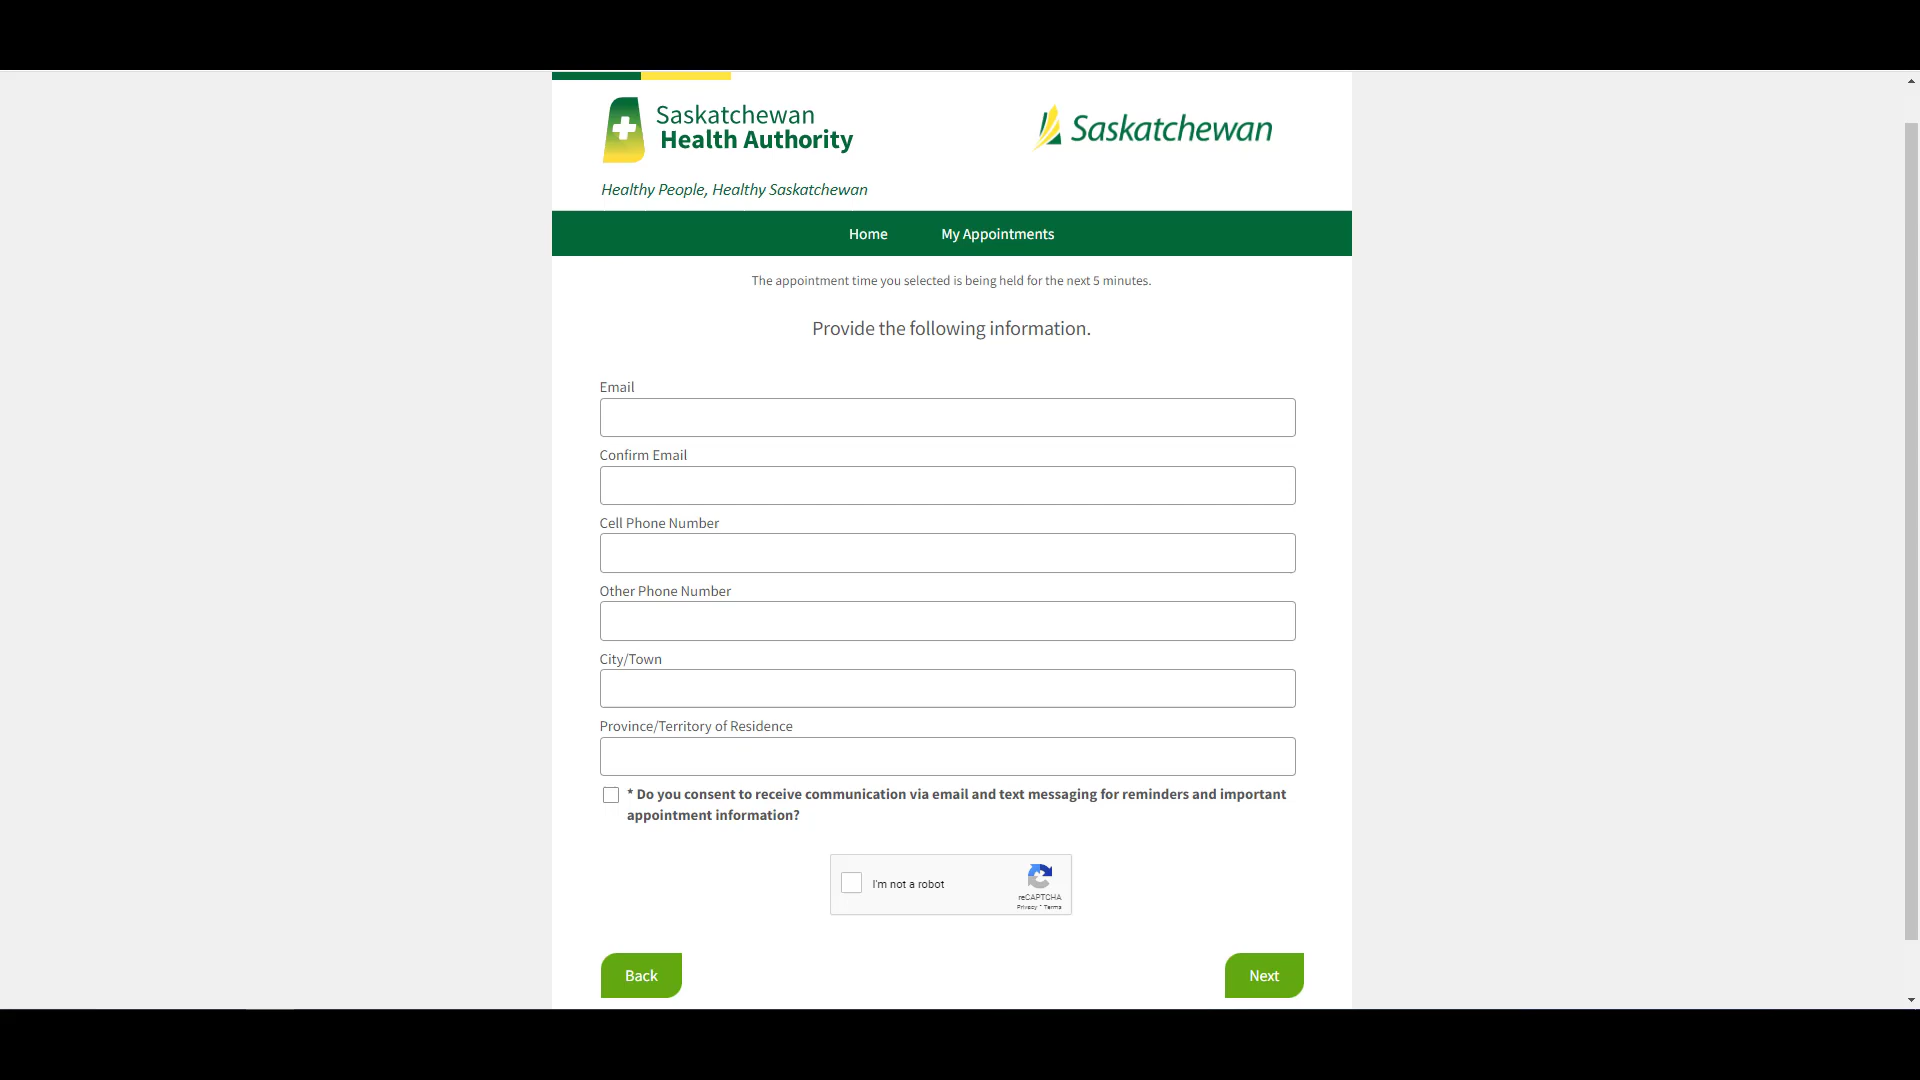 Saskatchewan
Health Authority
Healthy People, Healthy Saskatchewan
Saskatchewan
Home My Appointments
The appointment time you selected is being held for the next 5 minutes.
Provide the following information.
Email
Confirm Email
Cell Phone Number
Other Phone Number
City/Town
Province/Territory of Residence
* Do you consent to receive communication via email and text messaging for reminders and important
appointment information?
I'm not a robot
reCAPTCHA
Privacy - Terms
Back Next